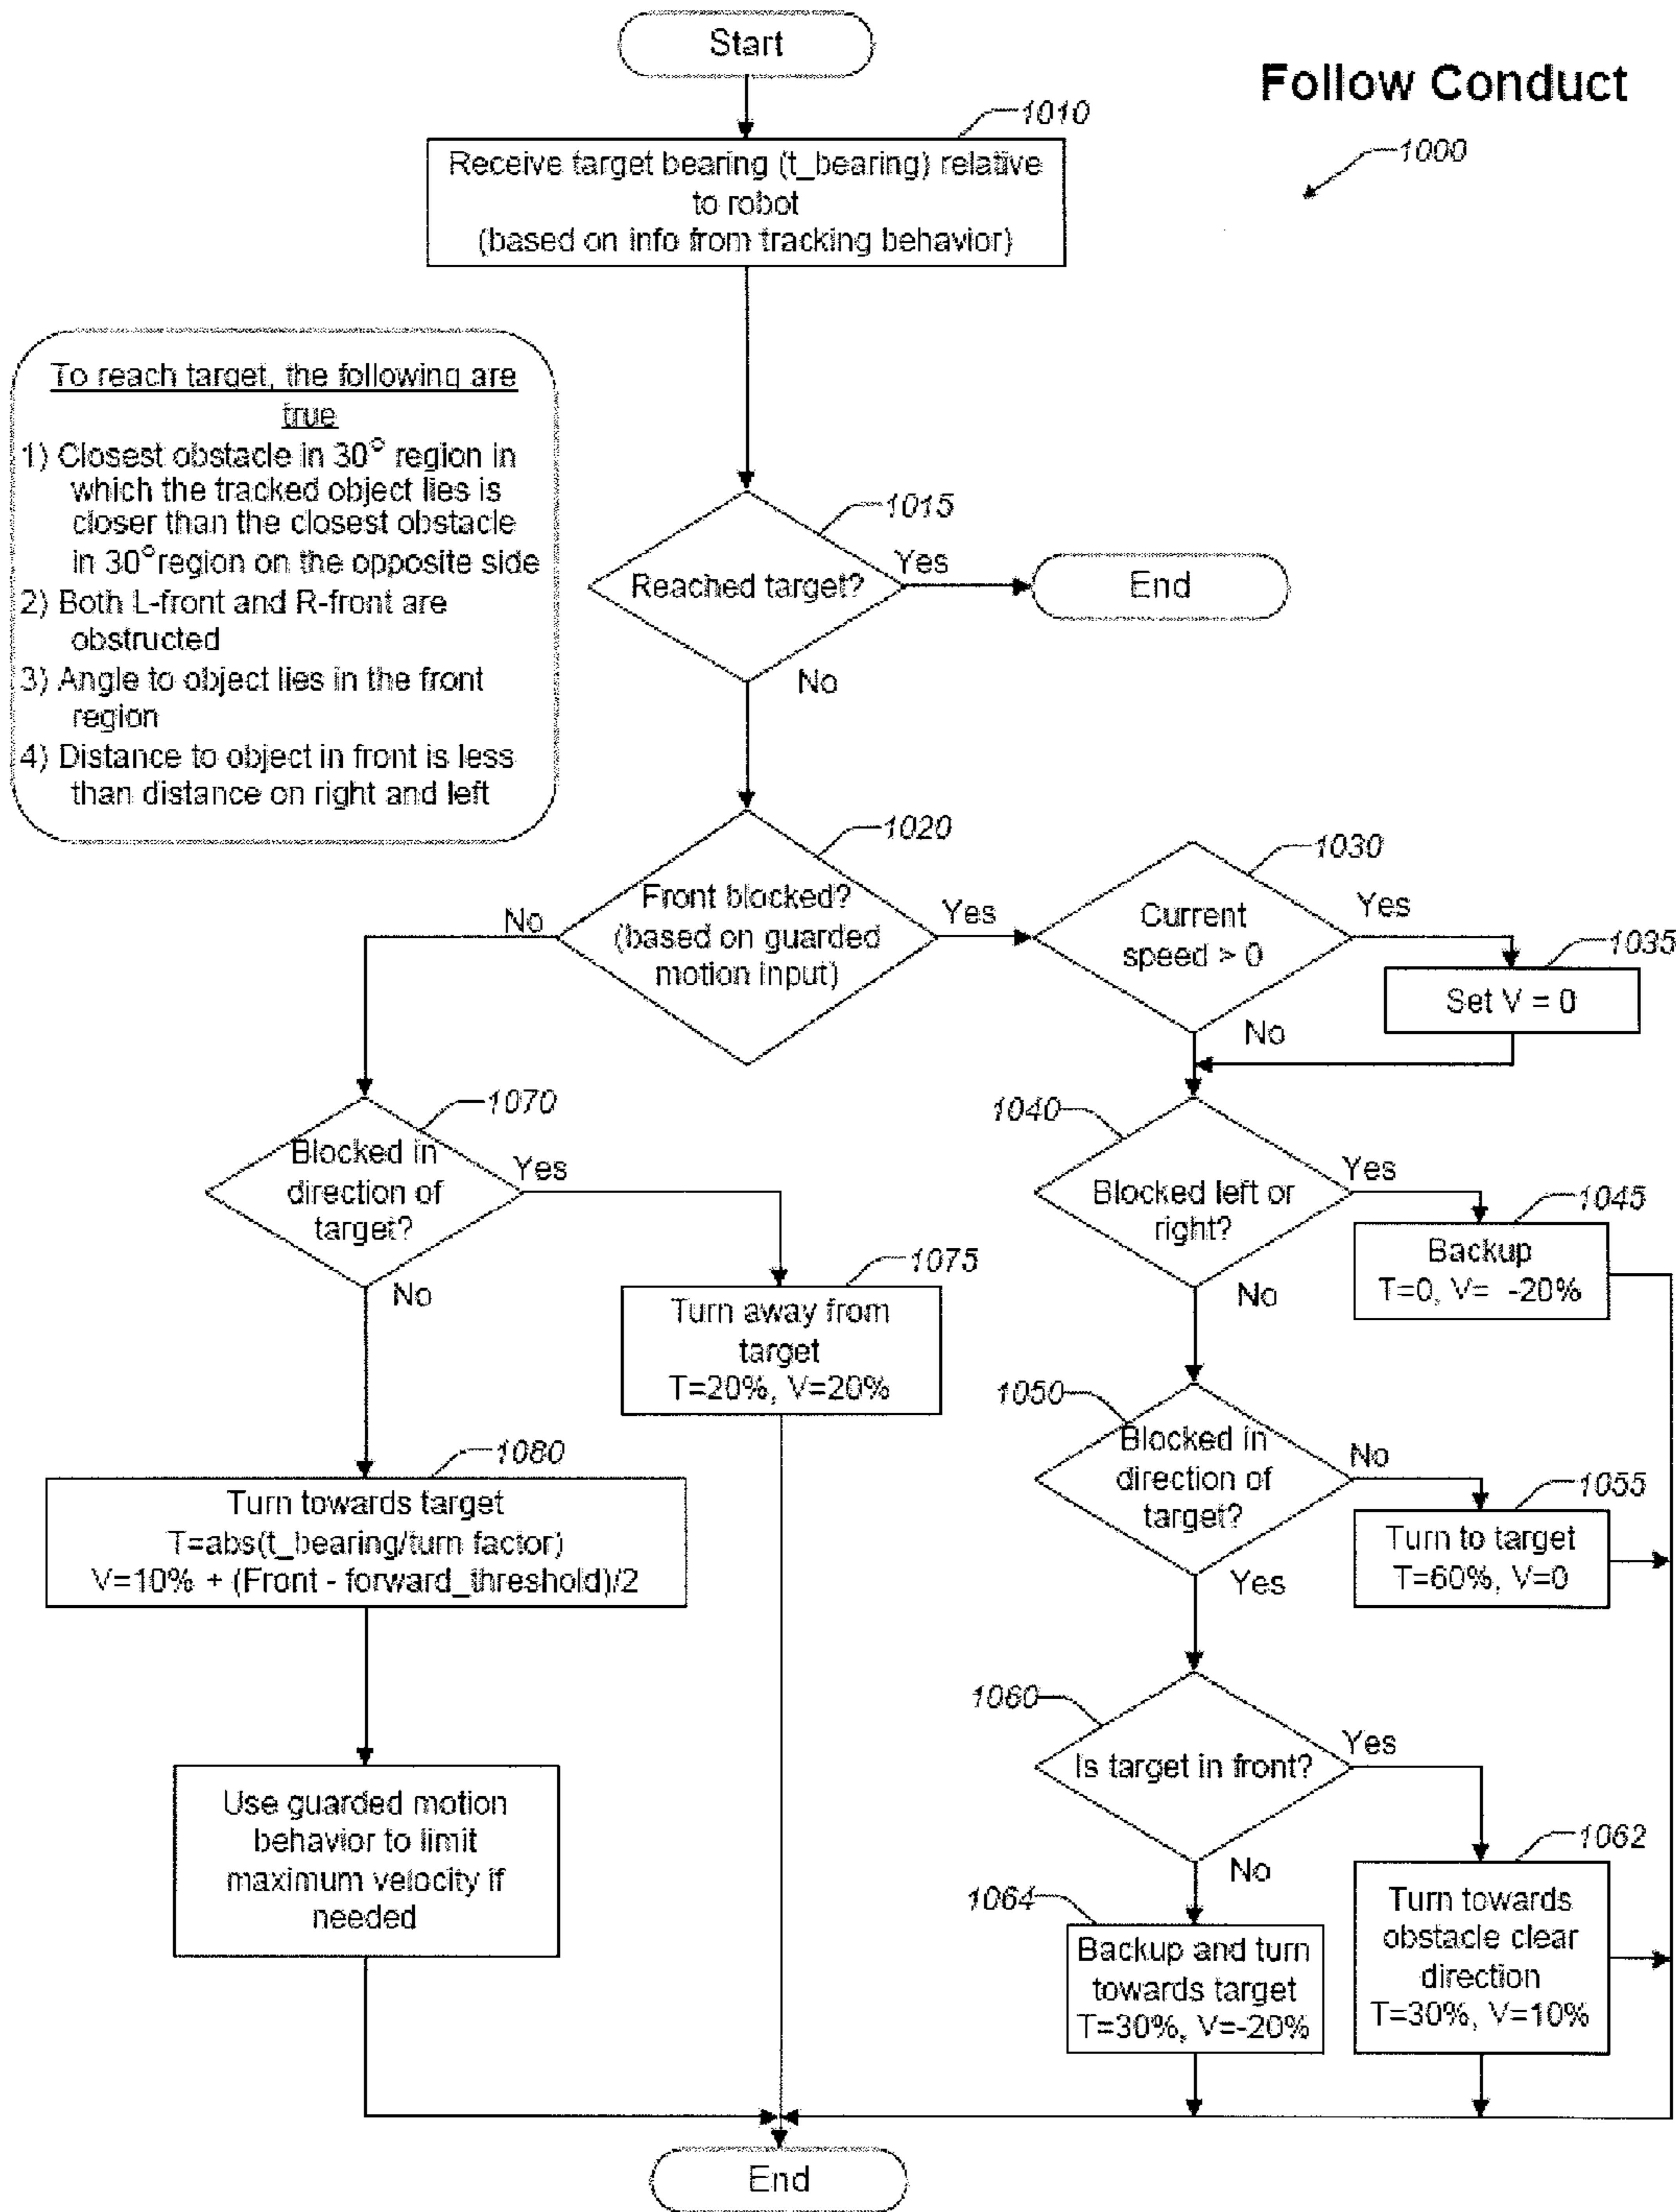 Start
Follow Conduct
1000
1010
Receive target bearing (t_bearing) relative
to robot
(based on info from tracking behavior)
To reach target, the following are
true
1) Closest obstacle in 30° region in
which the tracked object lies is
closer than the closest obstacle
in 30° region on the opposite side
2) Both L-front and R-front are
obstructed
3) Angle to object lies in the front
region
4) Distance to object in front is less
than distance on right and left
1015
Reached target?
Yes
End
No
1020
Front blocked?
(based on guarded
motion input)
No
Yes
1030
Current
speed > 0
Yes
1035
Set V = 0
No
1070
Blocked in
direction of
target?
Yes
No
1075
Turn away from
target
T=20%, V=20%
1040
Blocked left or
right?
Yes
1045
Backup
T=0, V= -20%
No
1050
Blocked in
direction of
target?
No
1055
Turn to target
T=60%, V=0
Yes
1080
Turn towards target
T=abs(t_bearing/turn factor)
V=10% + (Front - forward_threshold)/2
Use guarded motion
behavior to limit
maximum velocity if
needed
1060
Is target in front?
Yes
1062
Turn towards
obstacle clear
direction
T=30%, V=10%
No
1064
Backup and turn
towards target
T=30%, V=-20%
End